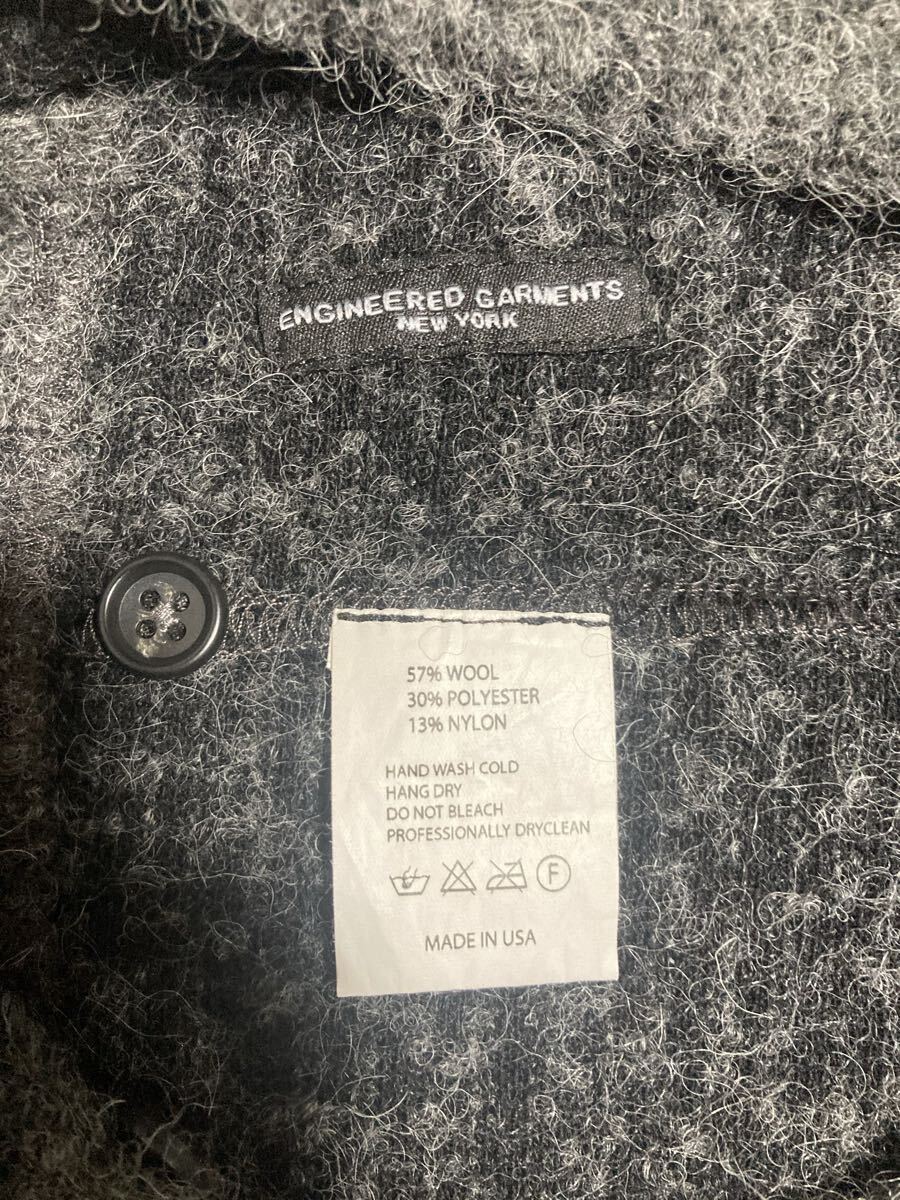 ENGINEERED GARMENTS
NEW YORK
57% WOOL
30% POLYESTER
13% NYLON
HAND WASH COLD
HANG DRY
DO NOT BLEACH
PROFESSIONALLY DRYCLEAN
F
MADE IN USA